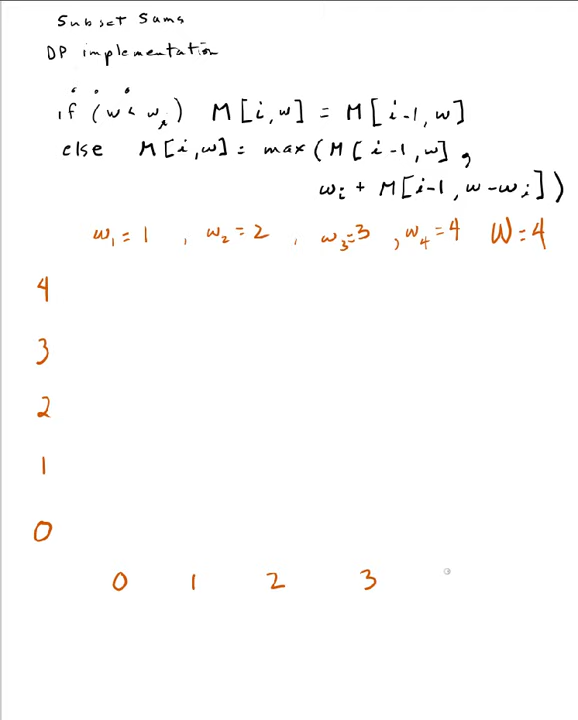 Subset Sums
DP implementation
if (w < wᵢ) M[i,w] = M[i-1,w]
else M[i,w] = max(M[i-1,w],
wᵢ + M[i-1, w-wᵢ])
w₁=1, w₂=2, w₃=3, w₄=4 W=4
4
3
2
1
0
0 1 2 3